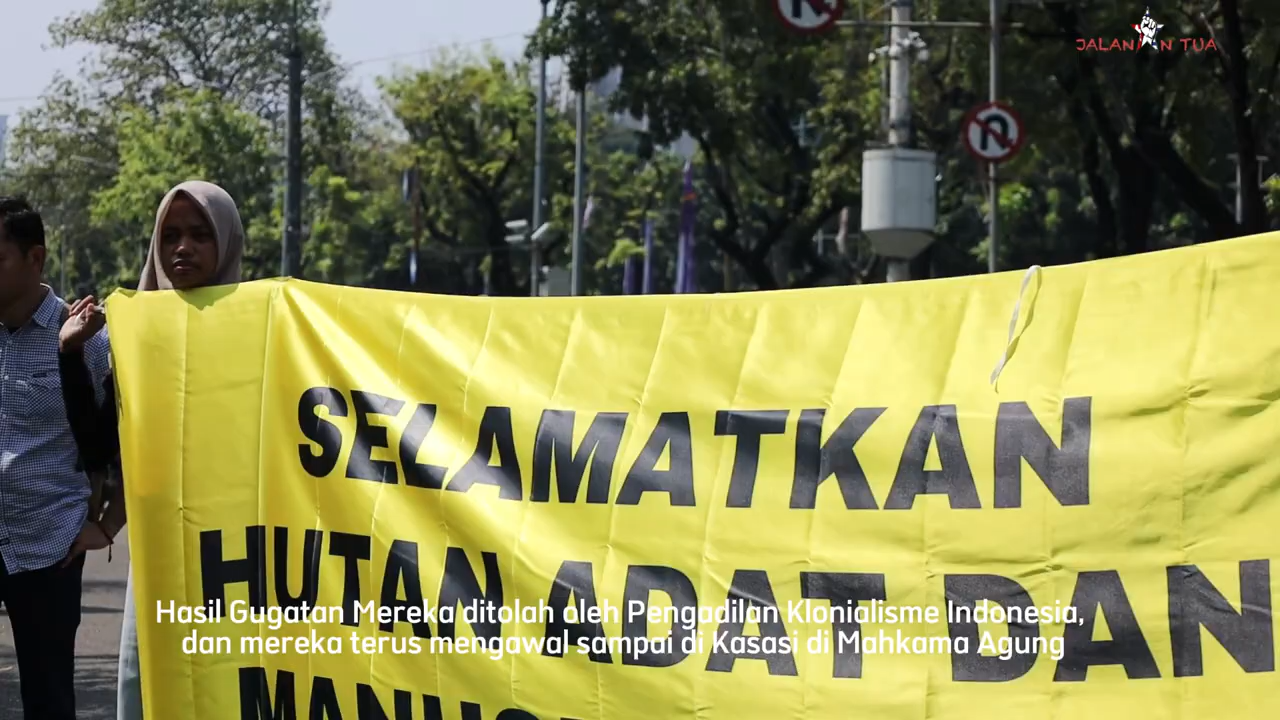 JALANAN TUA
SELAMATKAN
HUTAN ADAT DAN
Hasil Gugatan Mereka ditolah oleh Pengadilan Klonialisme Indonesia,
dan mereka terus mengawal sampai di Kasasi di Mahkama Agung